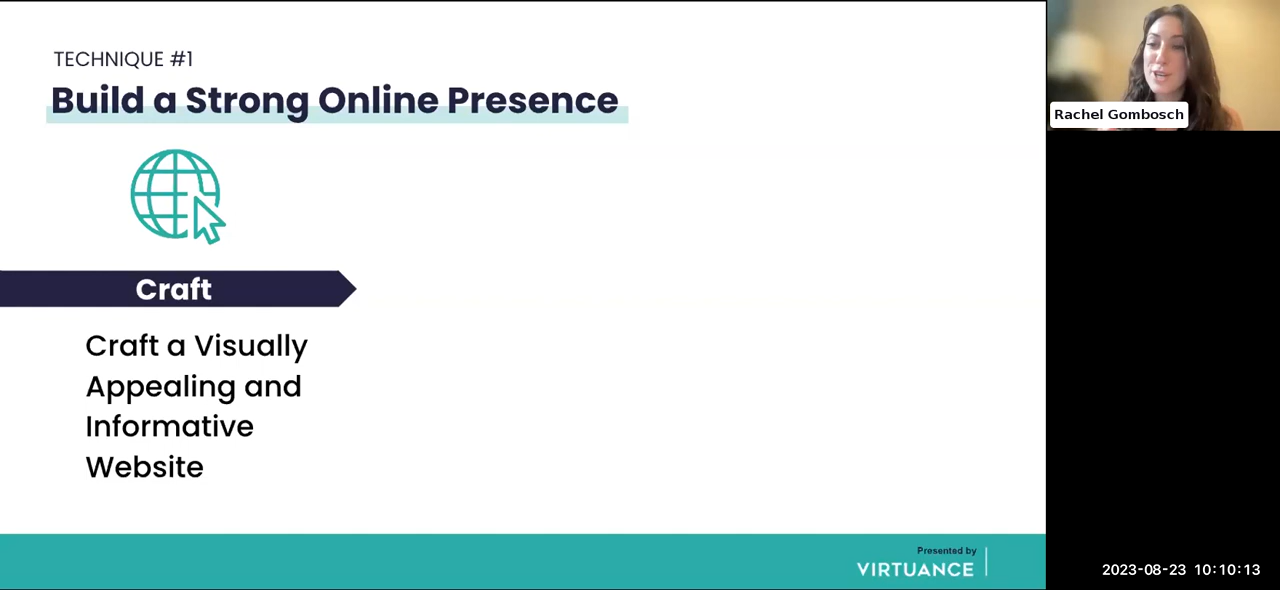 TECHNIQUE #1
Build a Strong Online Presence
Craft
Craft a Visually
Appealing and
Informative
Website
Presented by
VIRTUANCE
Rachel Gombosch
2023-08-23 10:10:13